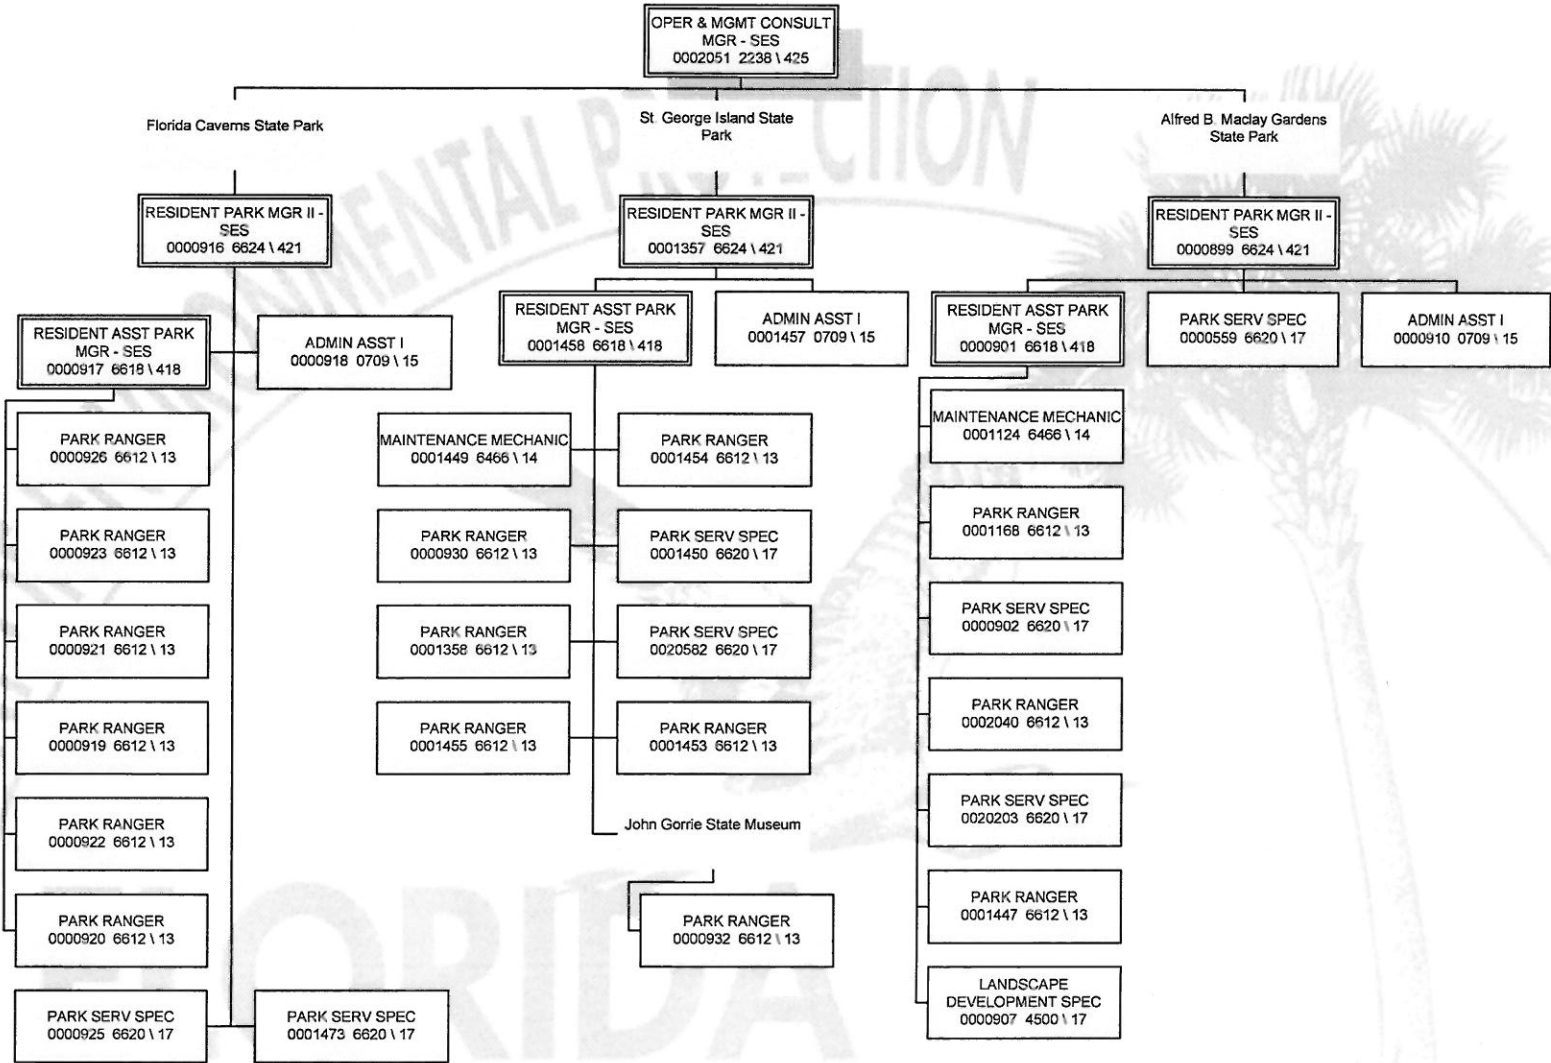 OPER & MGMT CONSULT
MGR - SES
0002051 2238 \ 425
Florida Caverns State Park
St. George Island State
Park
Alfred B. Maclay Gardens
State Park
RESIDENT PARK MGR II -
SES
0000916 6624 \ 421
RESIDENT PARK MGR II -
SES
0001357 6624 \ 421
RESIDENT PARK MGR II -
SES
0000899 6624 \ 421
RESIDENT ASST PARK
MGR - SES
0000917 6618 \ 418
ADMIN ASST I
0000918 0709 \ 15
RESIDENT ASST PARK
MGR - SES
0001458 6618 \ 418
ADMIN ASST I
0001457 0709 \ 15
RESIDENT ASST PARK
MGR - SES
0000901 6618 \ 418
PARK SERV SPEC
0000559 6620 \ 17
ADMIN ASST I
0000910 0709 \ 15
PARK RANGER
0000926 6612 \ 13
PARK RANGER
0000923 6612 \ 13
PARK RANGER
0000921 6612 \ 13
PARK RANGER
0000919 6612 \ 13
PARK RANGER
0000922 6612 \ 13
PARK RANGER
0000920 6612 \ 13
PARK SERV SPEC
0000925 6620 \ 17
PARK SERV SPEC
0001473 6620 \ 17
MAINTENANCE MECHANIC
0001449 6466 \ 14
PARK RANGER
0001454 6612 \ 13
PARK RANGER
0000930 6612 \ 13
PARK SERV SPEC
0001450 6620 \ 17
PARK RANGER
0001358 6612 \ 13
PARK SERV SPEC
0020582 6620 \ 17
PARK RANGER
0001455 6612 \ 13
PARK RANGER
0001453 6612 \ 13
John Gorrie State Museum
PARK RANGER
0000932 6612 \ 13
MAINTENANCE MECHANIC
0001124 6466 \ 14
PARK RANGER
0001168 6612 \ 13
PARK SERV SPEC
0000902 6620 \ 17
PARK RANGER
0002040 6612 \ 13
PARK SERV SPEC
0020203 6620 \ 17
PARK RANGER
0001447 6612 \ 13
LANDSCAPE
DEVELOPMENT SPEC
0000907 4500 \ 17
FLORIDA